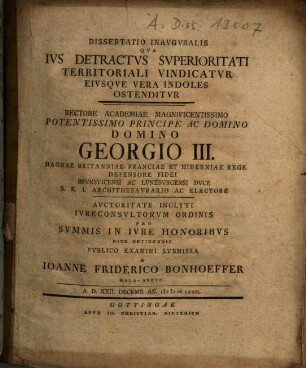 A. Diss. 13007
DISSERTATIO INAVGVRALIS
QVA
IVS DETRACTVS SVPERIORITATI
TERRITORIALI VINDICATVR
EIVSQVE VERA INDOLES
OSTENDITVR
RECTORE ACADEMIAE MAGNIFICENTISSIMO
POTENTISSIMO PRINCIPE AC DOMINO
DOMINO
GEORGIO III.
MAGNAE BRITANNIAE FRANCIAE ET HIBERNIAE REGE
DEFENSORE FIDEI
BRVNSVICENSI AC LVNEBVRGENSI DVCE
S. R. I. ARCHITHESAVRARIO AC ELECTORE
AVCTORITATE INCLYTI
IVRECONSVLTORVM ORDINIS
PRO
SVMMIS IN IVRE HONORIBVS
RITE OBTINENDIS
PVBLICO EXAMINI SVBMISSA
A
IOANNE FRIDERICO BONHOEFFER
HALA-SVEVO.
A. D. XXII. DECEMB. AN.
GOTTINGAE
APVD IO. CHRISTIAN. DIETERICH